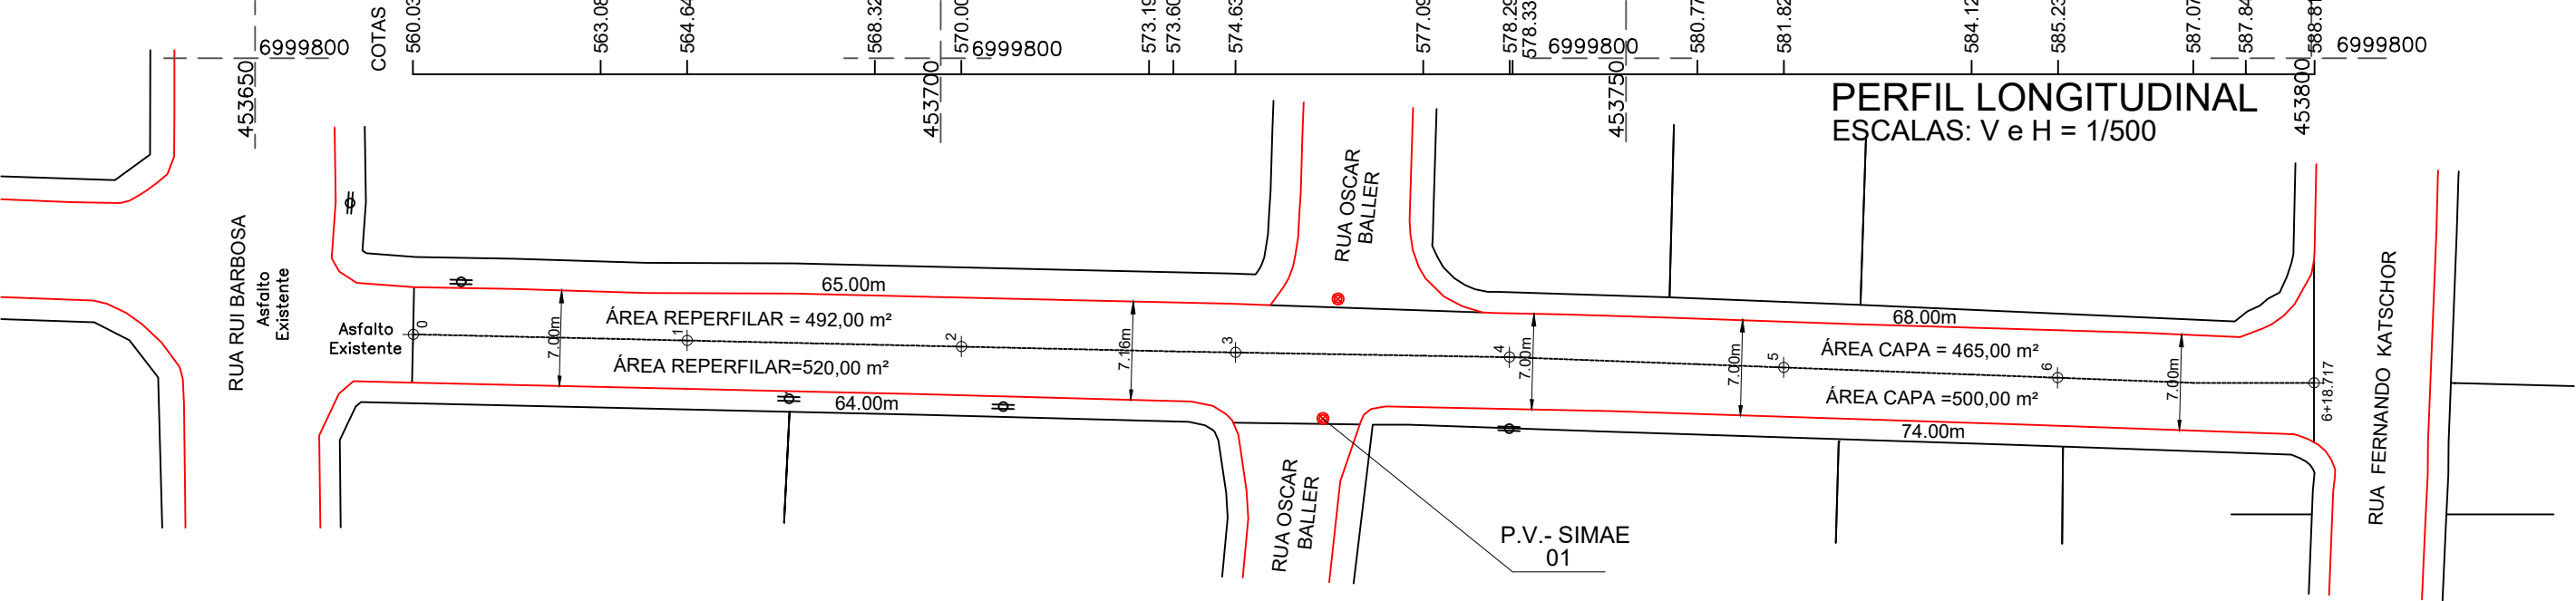 COTAS
560.03
563.08
564.64
568.32
570.00
573.19
573.60
574.63
577.09
578.29
578.33
580.77
581.82
584.12
585.23
587.07
587.84
588.81
6999800
6999800
6999800
6999800
453650
453700
453750
453800
PERFIL LONGITUDINAL
ESCALAS: V e H = 1/500
RUA RUI BARBOSA
Asfalto
Existente
Asfalto
Existente
RUA OSCAR
BALLER
65.00m
68.00m
ÁREA REPERFILAR = 492,00 m²
ÁREA REPERFILAR=520,00 m²
ÁREA CAPA = 465,00 m²
ÁREA CAPA =500,00 m²
0
1
2
3
4
5
6
6+18.717
7.00m
7.16m
7.00m
7.00m
7.00m
64.00m
74.00m
RUA OSCAR
BALLER
P.V.- SIMAE
01
RUA FERNANDO KATSCHOR